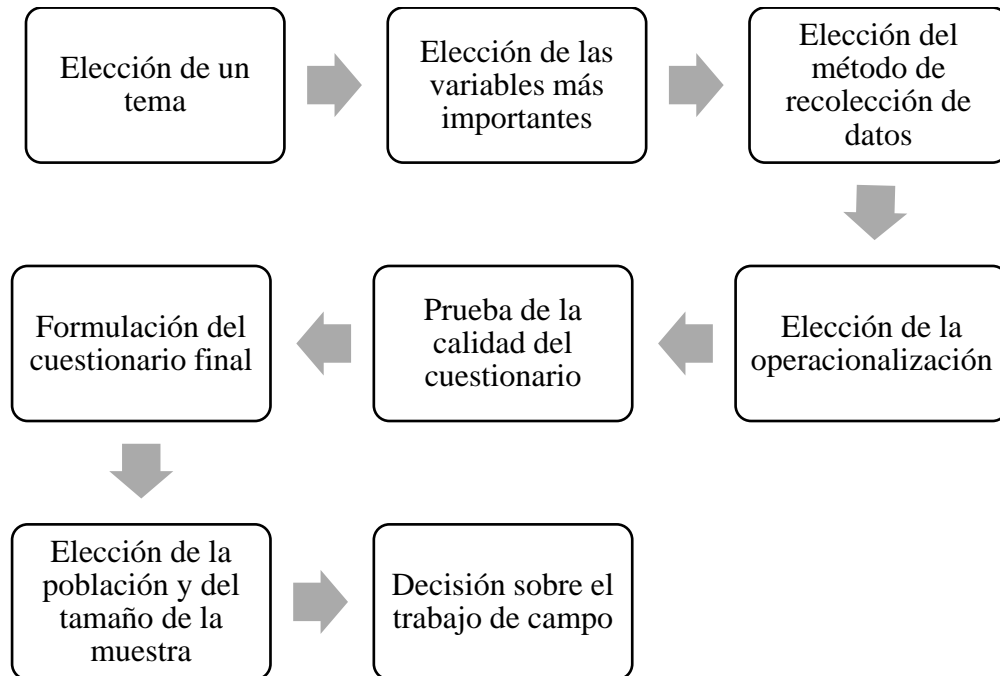 Elección de un
tema
Elección de las
variables más
importantes
Elección del
método de
recolección de
datos
Elección de la
operacionalización
Prueba de la
calidad del
cuestionario
Formulación del
cuestionario final
Elección de la
población y del
tamaño de la
muestra
Decisión sobre el
trabajo de campo